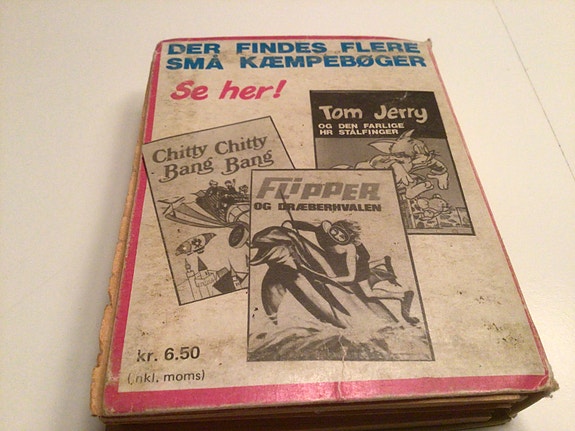 DER FINDES FLERE
SMÅ KÆMPEBØGER
Se her!
Tom Jerry
OG DEN FARLIGE
HR STÅLFINGER
Chitty Chitty
Bang Bang
FLIPPER
OG DRÆBERHVALEN
kr. 6.50
(inkl. moms)